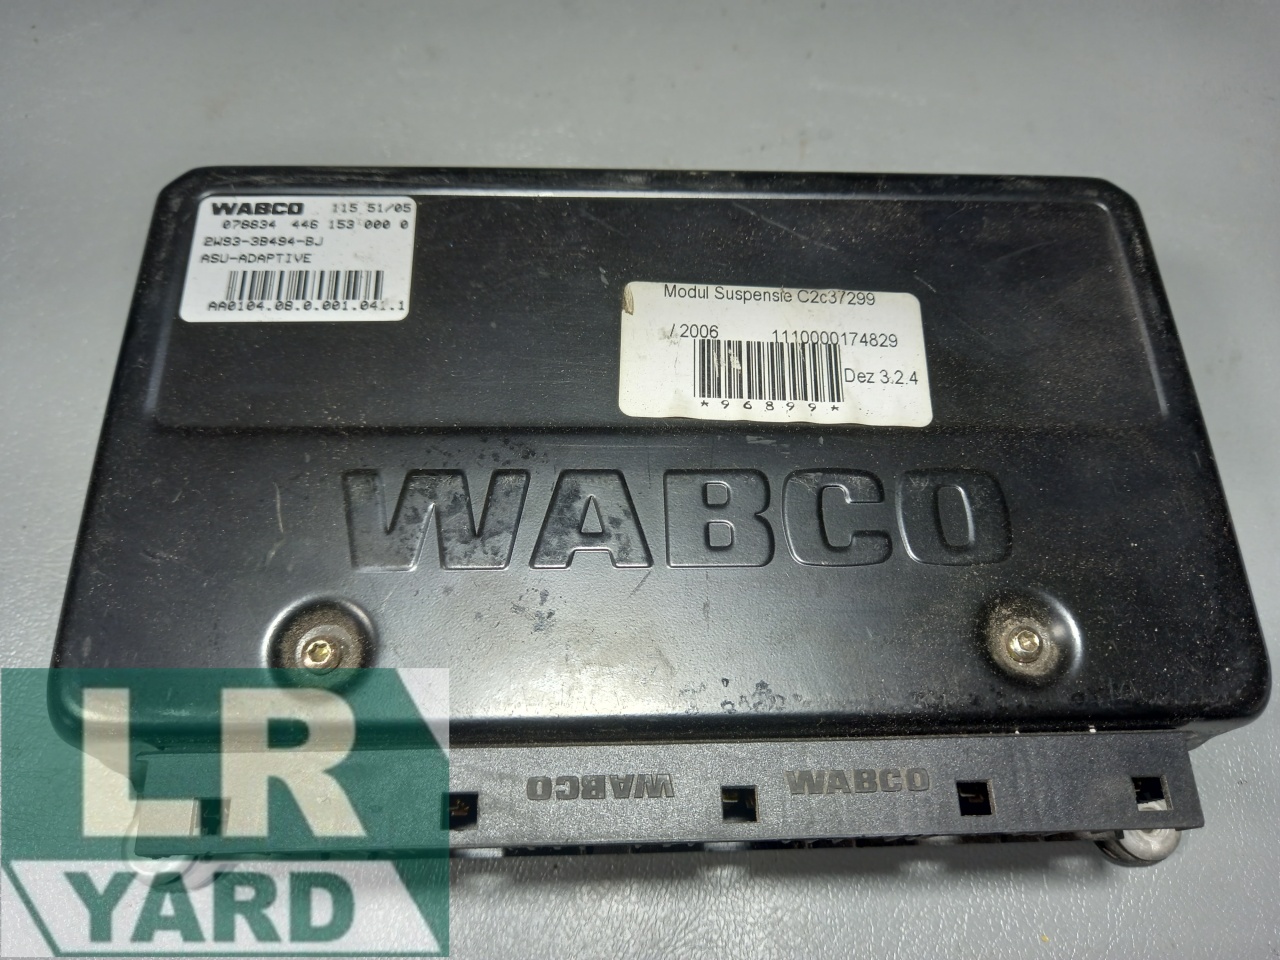 WABCO 115 51/05
078834 446 153 000 0
2W93-3B494-BJ
ASU-ADAPTIVE
AA0104.08.0.001.041.1
Modul Suspensie C2c37299
/ 2006 1110000174829
Dez 3.2.4
*96899*
WABCO
WABCO WABCO
LR
YARD